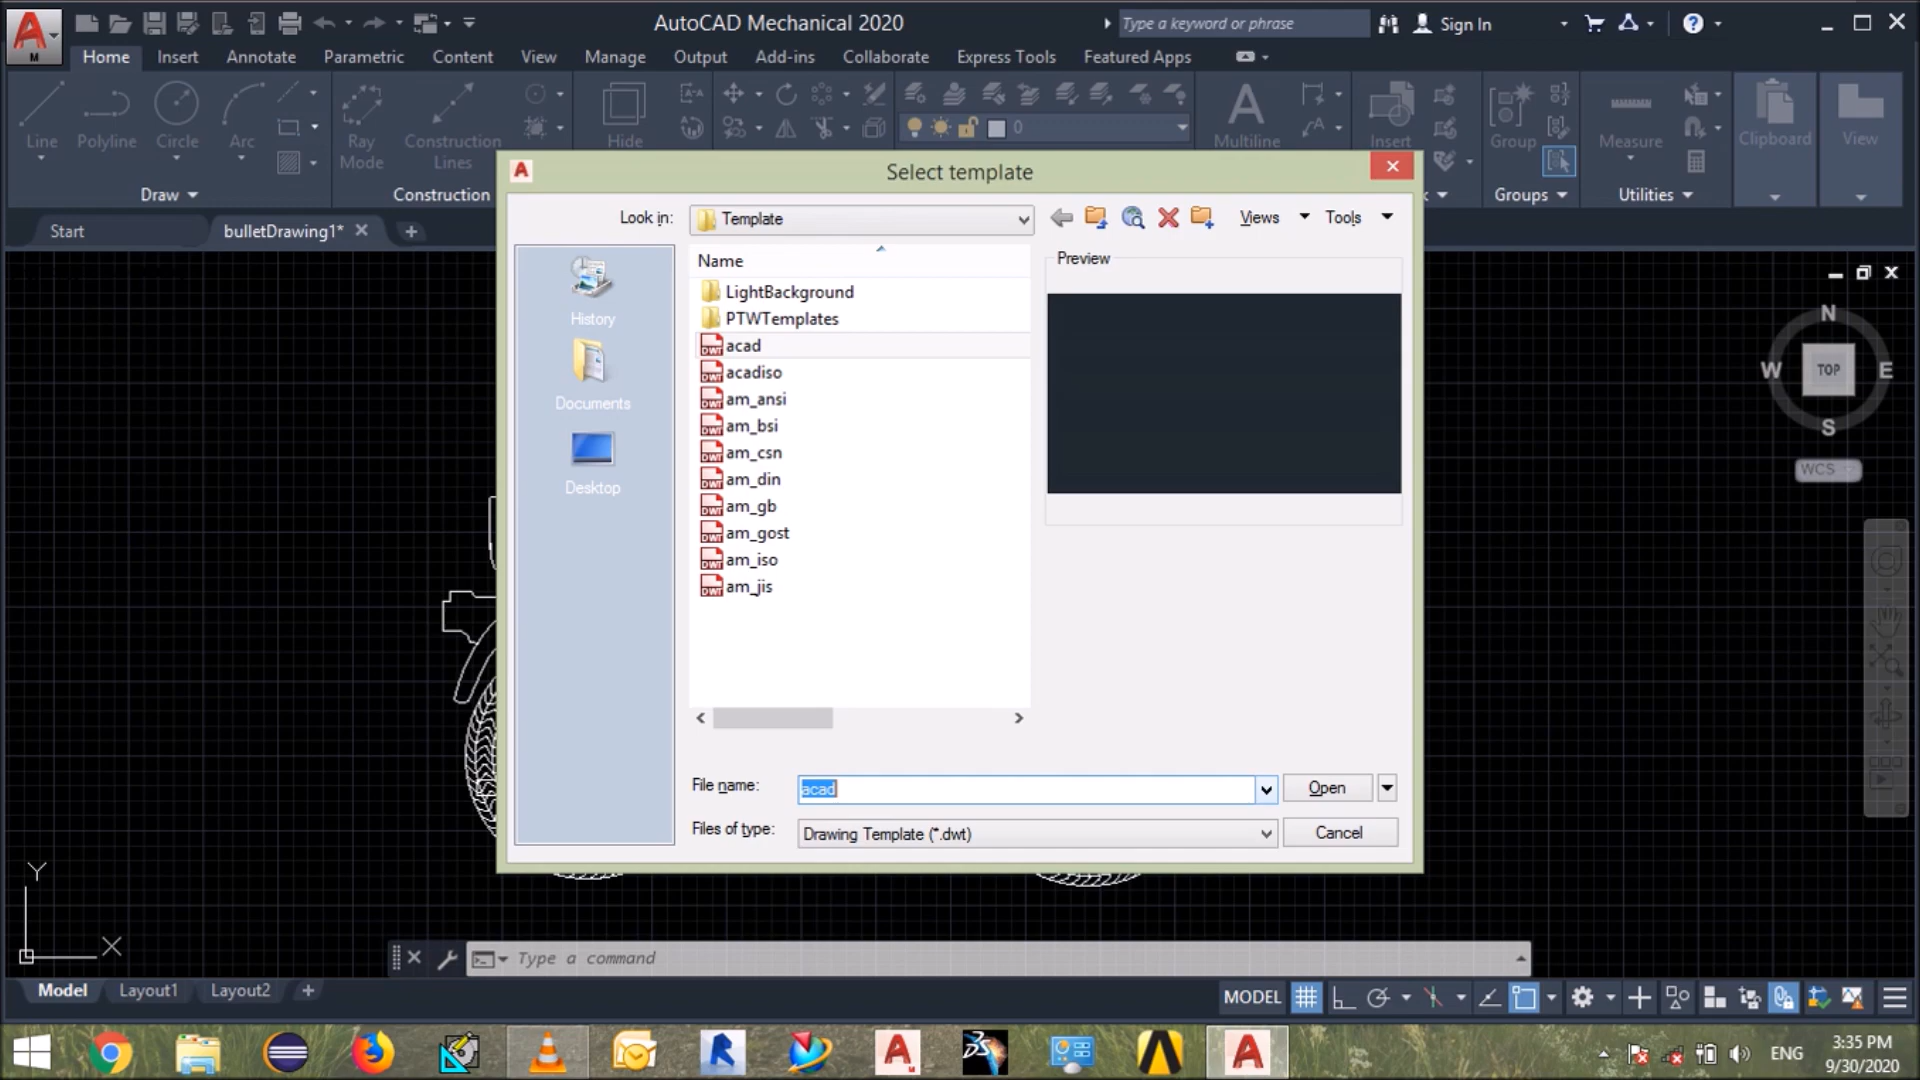 M
AutoCAD Mechanical 2020
Type a keyword or phrase
Sign In
Home Insert Annotate Parametric Content View Manage Output Add-ins Collaborate Express Tools Featured Apps
Line
Polyline
Circle
Arc
Ray
Mode
Construction
Lines
Hide
0
Multiline
Insert
Group
Measure
Clipboard
View
Draw
Construction
Groups
Utilities
Start
bulletDrawing1*
Select template
Look in:
Template
Views
Tools
History
Documents
Desktop
Name
LightBackground
PTWTemplates
acad
acadiso
am_ansi
am_bsi
am_csn
am_din
am_gb
am_gost
am_iso
am_jis
Preview
File name:
acad
Open
Files of type:
Drawing Template (*.dwt)
Cancel
N
W
TOP
E
S
WCS
Y
X
Type a command
Model
Layout1
Layout2
MODEL
ENG
3:35 PM
9/30/2020